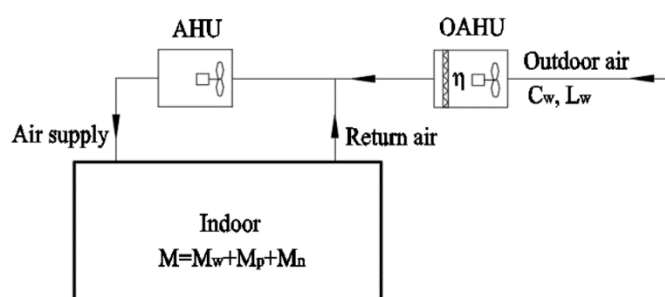 AHU
OAHU
η
Outdoor air
Cw, Lw
Air supply
Return air
Indoor
M=Mw+Mp+Mn